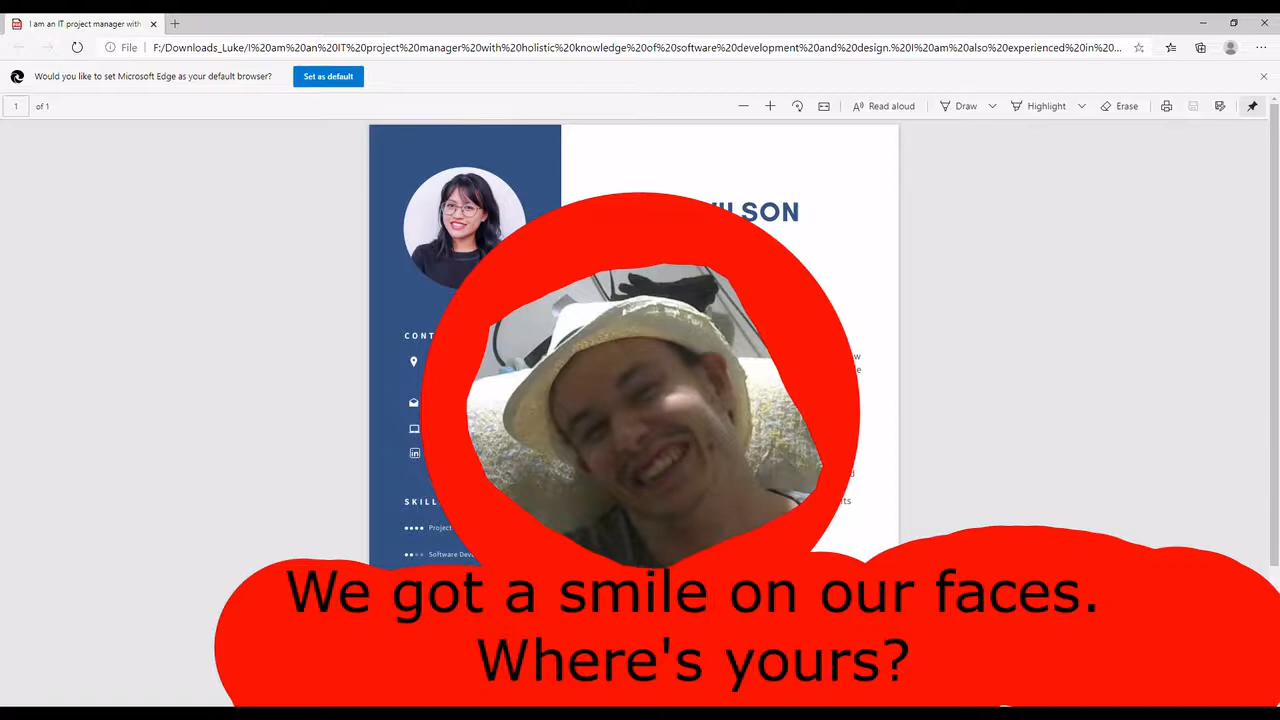 I am an IT project manager with
File
F:/Downloads_Luke/I%20am%20an%20IT%20project%20manager%20with%20holistic%20knowledge%20of%20software%20development%20and%20design.%20I%20am%20also%20experienced%20in%20...
Would you like to set Microsoft Edge as your default browser?
Set as default
1 of 1
Read aloud
Draw
Highlight
Erase
SON
CONT
SKILL
Project
Software Deve
We got a smile on our faces.
Where's yours?